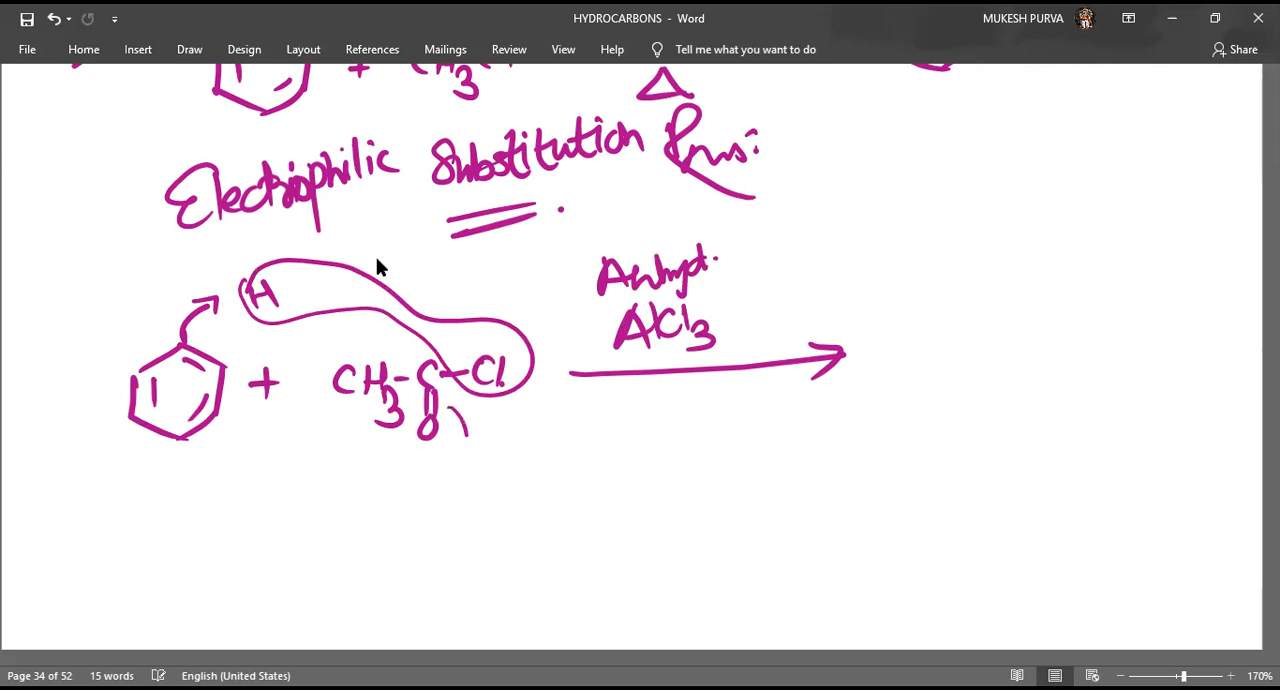 HYDROCARBONS - Word
MUKESH PURVA
File Home Insert Draw Design Layout References Mailings Review View Help Tell me what you want to do Share
+ CH3
△
Electrophilic Substitution Rxns:
H
Anhyd.
AlCl3
+ CH3-C-Cl
O
Page 34 of 52 15 words English (United States) 170%